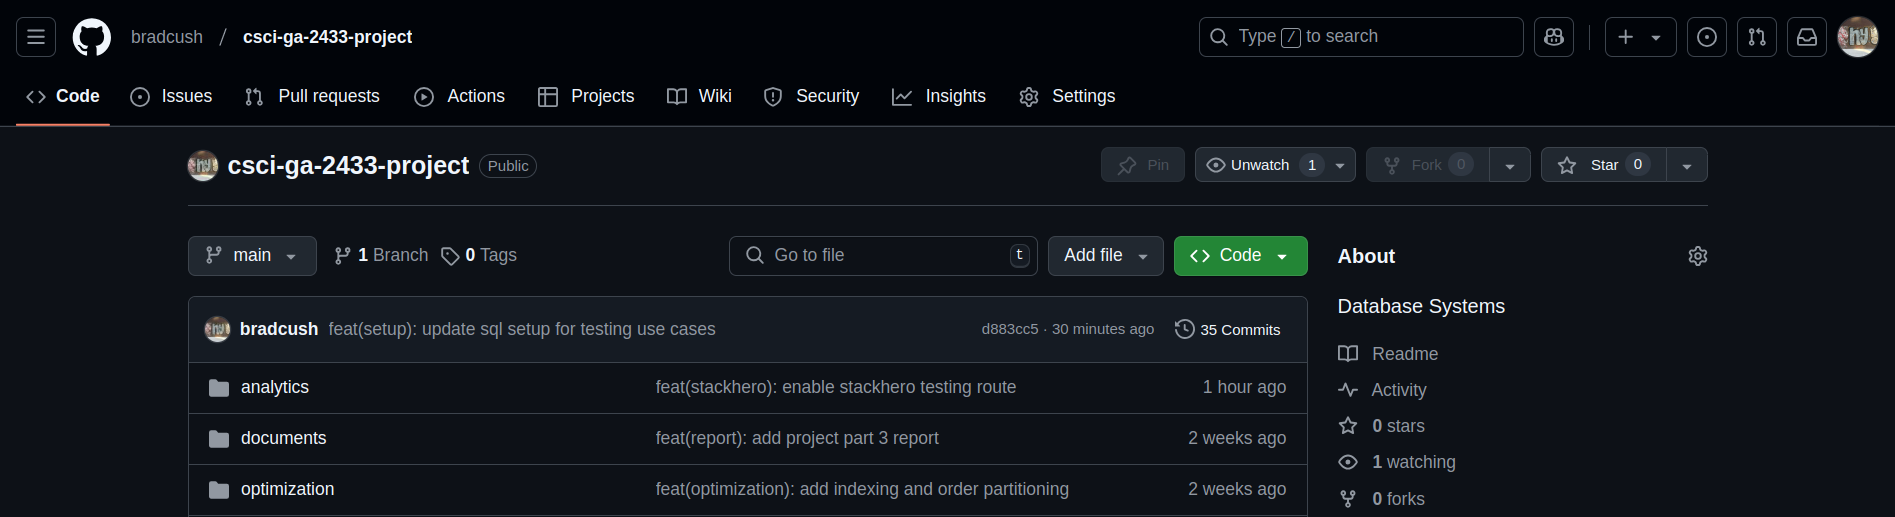 bradcush / csci-ga-2433-project
Type / to search
Code Issues Pull requests Actions Projects Wiki Security Insights Settings
csci-ga-2433-project Public
Pin Unwatch 1 Fork 0 Star 0
main 1 Branch 0 Tags
Go to file t Add file Code
bradcush feat(setup): update sql setup for testing use cases d883cc5 · 30 minutes ago 35 Commits
analytics feat(stackhero): enable stackhero testing route 1 hour ago
documents feat(report): add project part 3 report 2 weeks ago
optimization feat(optimization): add indexing and order partitioning 2 weeks ago
About
Database Systems
Readme
Activity
0 stars
1 watching
0 forks